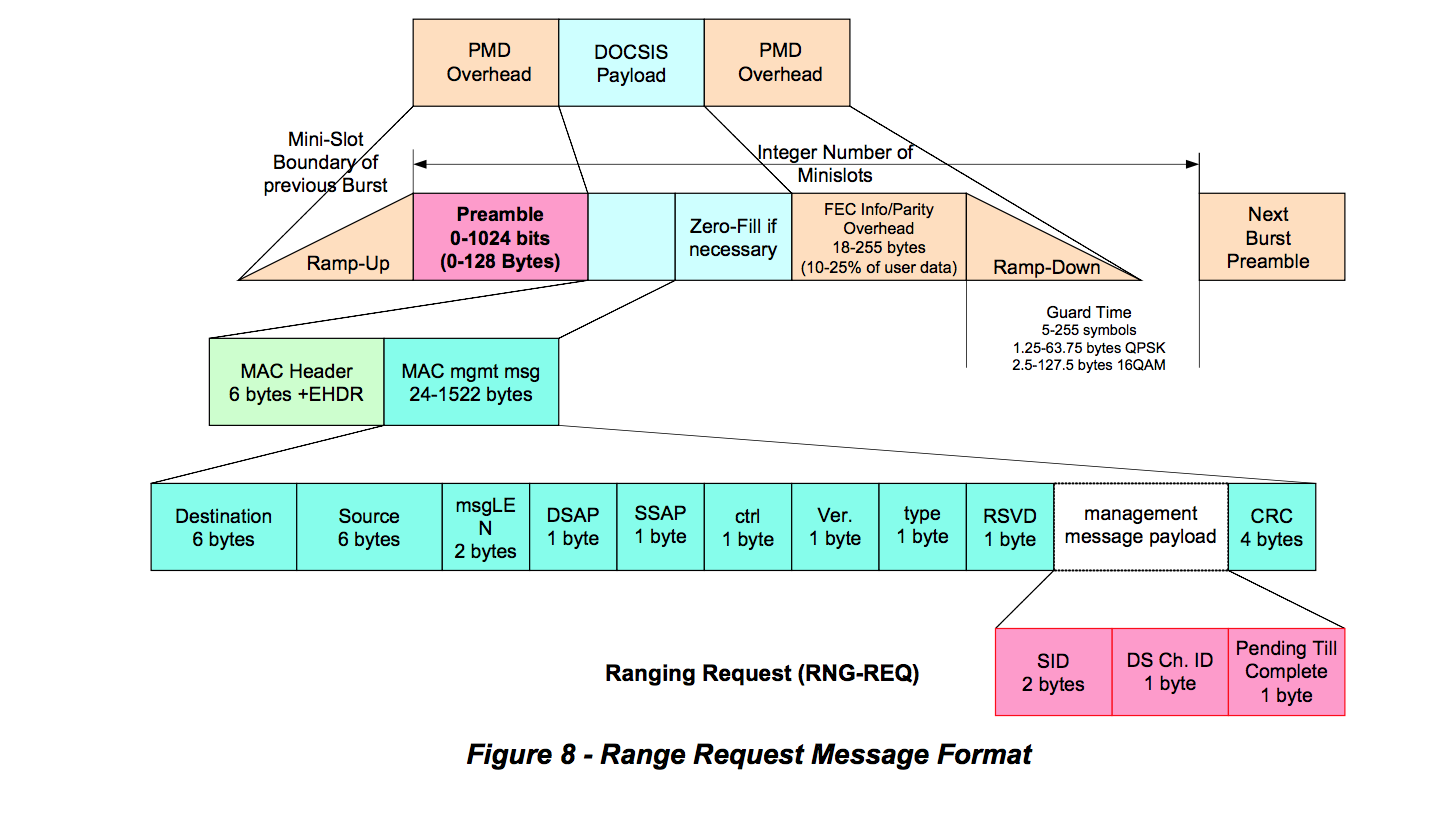 PMD
Overhead
DOCSIS
Payload
PMD
Overhead
Mini-Slot
Boundary of
previous Burst
Integer Number of
Minislots
Ramp-Up
Preamble
0-1024 bits
(0-128 Bytes)
Zero-Fill if
necessary
FEC Info/Parity
Overhead
18-255 bytes
(10-25% of user data)
Ramp-Down
Next
Burst
Preamble
Guard Time
5-255 symbols
1.25-63.75 bytes QPSK
2.5-127.5 bytes 16QAM
MAC Header
6 bytes +EHDR
MAC mgmt msg
24-1522 bytes
Destination
6 bytes
Source
6 bytes
msgLE
N
2 bytes
DSAP
1 byte
SSAP
1 byte
ctrl
1 byte
Ver.
1 byte
type
1 byte
RSVD
1 byte
management
message payload
CRC
4 bytes
Ranging Request (RNG-REQ)
SID
2 bytes
DS Ch. ID
1 byte
Pending Till
Complete
1 byte
Figure 8 - Range Request Message Format